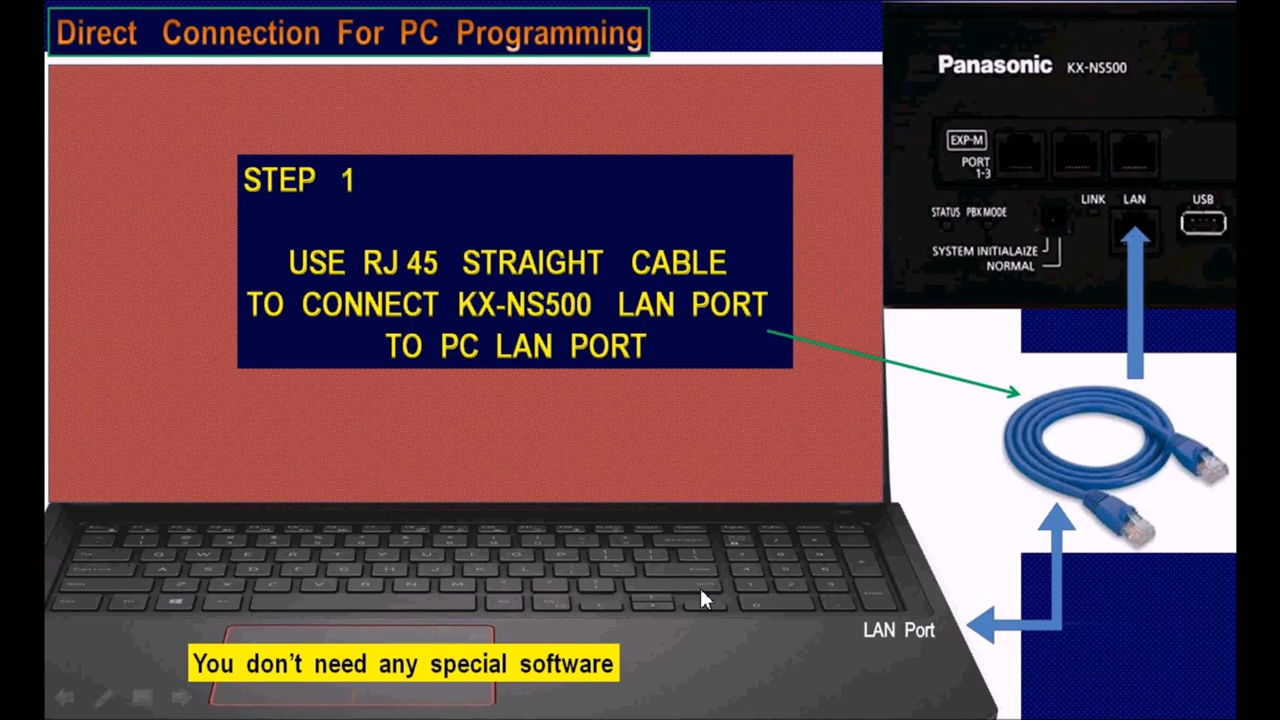 Direct Connection For PC Programming
Panasonic KX-NS500
EXP-M
PORT
1-3
LINK LAN USB
STATUS PBX MODE
SYSTEM INITIALAIZE
NORMAL
STEP 1
USE RJ 45 STRAIGHT CABLE
TO CONNECT KX-NS500 LAN PORT
TO PC LAN PORT
LAN Port
You don't need any special software